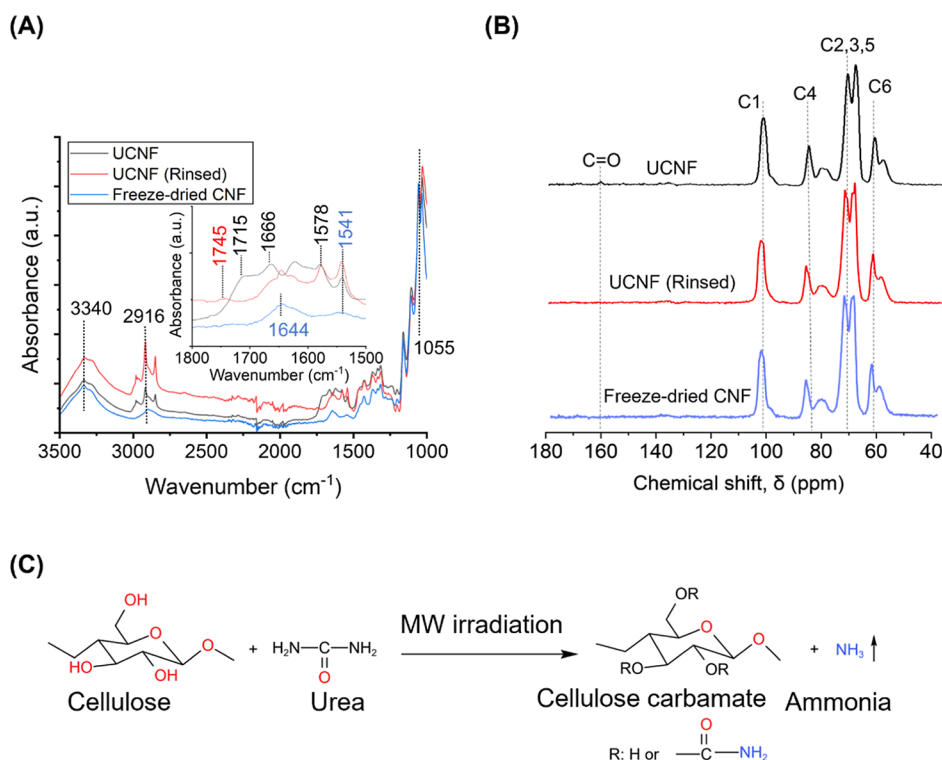 (A)
UCNF
UCNF (Rinsed)
Freeze-dried CNF
3340
2916
1055
Absorbance (a.u.)
3500 3000 2500 2000 1500 1000
Wavenumber (cm⁻¹)
1745
1715
1666
1578
1541
1644
Absorbance (a.u.)
1800 1700 1600 1500
Wavenumber (cm⁻¹)
(B)
C=O
C1
C4
C2,3,5
C6
UCNF
UCNF (Rinsed)
Freeze-dried CNF
180 160 140 120 100 80 60 40
Chemical shift, δ (ppm)
(C)
OH
O
O
HO
OH
Cellulose
+
H₂N
NH₂
O
Urea
MW irradiation
OR
O
O
RO
OR
Cellulose carbamate
+ NH₃
Ammonia
R: H or
O
C
NH₂